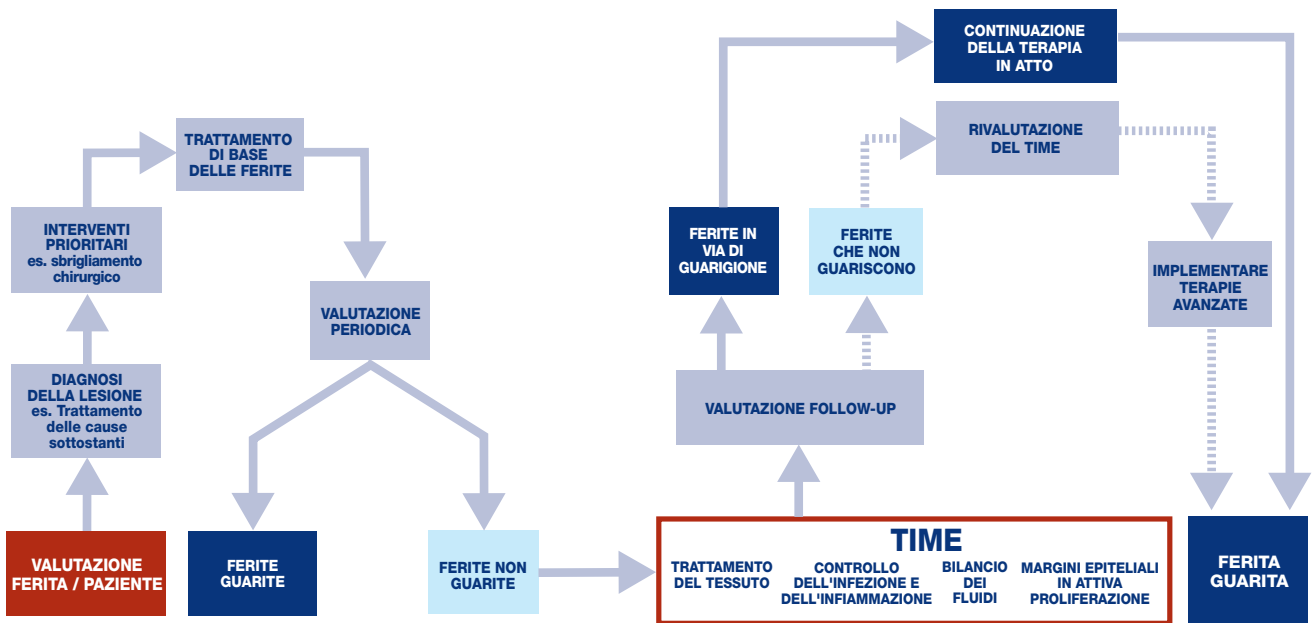 CONTINUAZIONE
DELLA TERAPIA
IN ATTO
TRATTAMENTO
DI BASE
DELLE FERITE
RIVALUTAZIONE
DEL TIME
INTERVENTI
PRIORITARI
es. sbrigliamento
chirurgico
FERITE IN
VIA DI
GUARIGIONE
FERITE
CHE NON
GUARISCONO
IMPLEMENTARE
TERAPIE
AVANZATE
VALUTAZIONE
PERIODICA
DIAGNOSI
DELLA LESIONE
es. Trattamento
delle cause
sottostanti
VALUTAZIONE FOLLOW-UP
VALUTAZIONE
FERITA / PAZIENTE
FERITE
GUARITE
FERITE NON
GUARITE
TIME
TRATTAMENTO
DEL TESSUTO
CONTROLLO
DELL'INFEZIONE E
DELL'INFIAMMAZIONE
BILANCIO
DEI
FLUIDI
MARGINI EPITELIALI
IN ATTIVA
PROLIFERAZIONE
FERITA
GUARITA